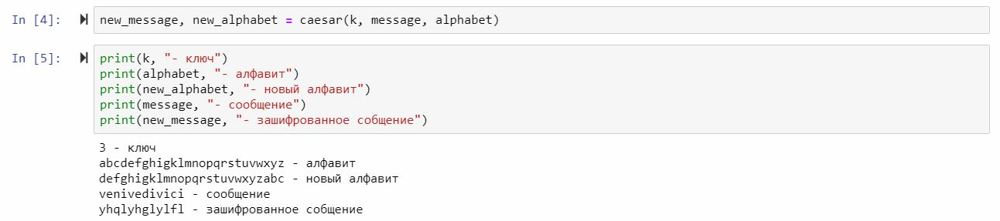 In [4]: new_message, new_alphabet = caesar(k, message, alphabet)
In [5]: print(k, "- ключ")
print(alphabet, "- алфавит")
print(new_alphabet, "- новый алфавит")
print(message, "- сообщение")
print(new_message, "- зашифрованное собщение")
3 - ключ
abcdefghigklmnopqrstuvwxyz - алфавит
defghigklmnopqrstuvwxyzabc - новый алфавит
venivedivici - сообщение
yhqlyhglylfl - зашифрованное собщение